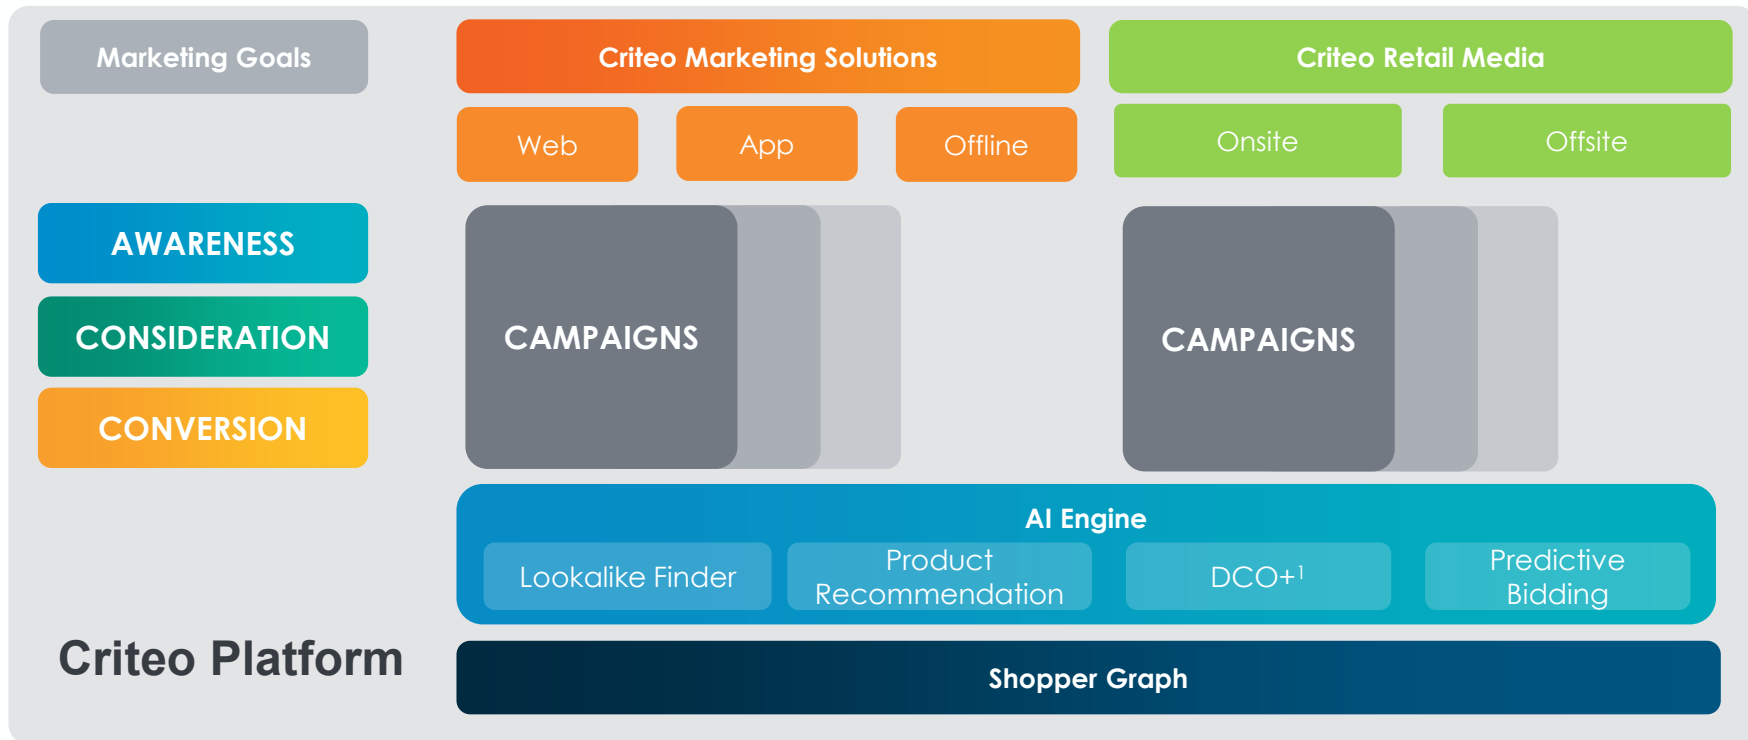 Marketing Goals
Criteo Marketing Solutions
Criteo Retail Media
Web
App
Offline
Onsite
Offsite
AWARENESS
CONSIDERATION
CONVERSION
CAMPAIGNS
CAMPAIGNS
AI Engine
Lookalike Finder
Product
Recommendation
DCO+¹
Predictive
Bidding
Criteo Platform
Shopper Graph